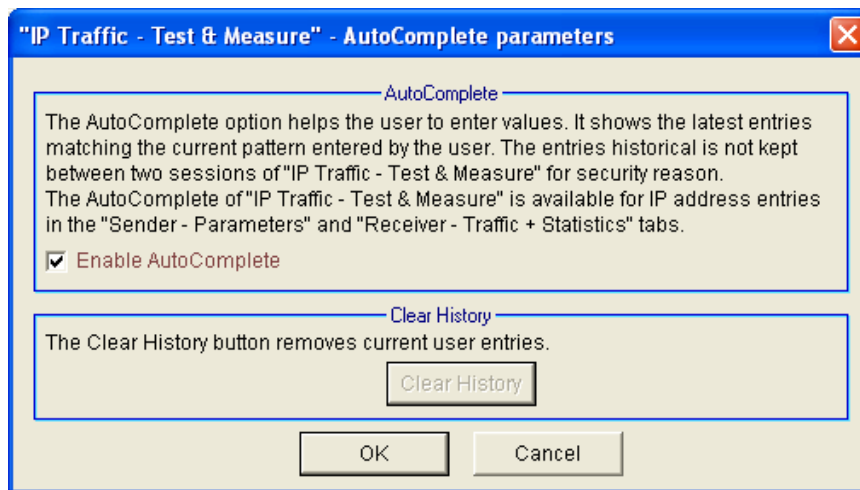 "IP Traffic - Test & Measure" - AutoComplete parameters
AutoComplete
The AutoComplete option helps the user to enter values. It shows the latest entries
matching the current pattern entered by the user. The entries historical is not kept
between two sessions of "IP Traffic - Test & Measure" for security reason.
The AutoComplete of "IP Traffic - Test & Measure" is available for IP address entries
in the "Sender - Parameters" and "Receiver - Traffic + Statistics" tabs.
Enable AutoComplete
Clear History
The Clear History button removes current user entries.
Clear History
OK Cancel